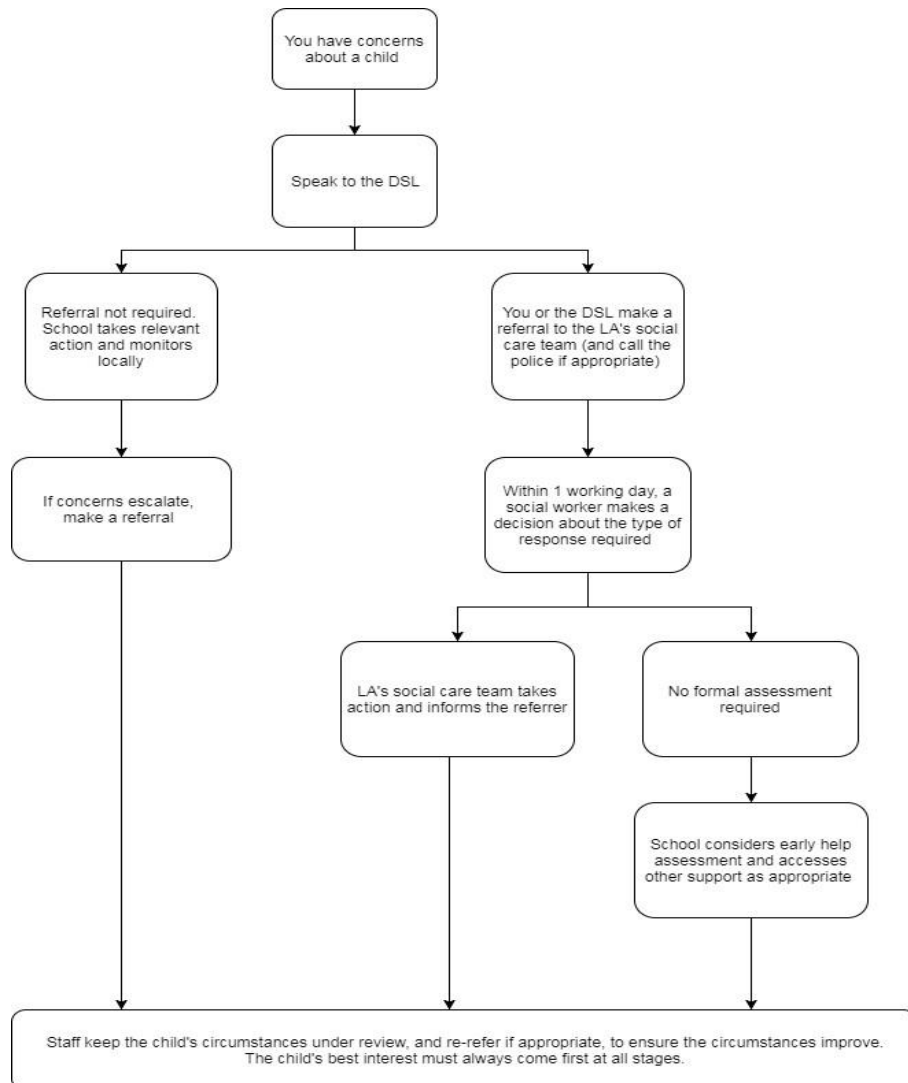 You have concerns
about a child
Speak to the DSL
Referral not required.
School takes relevant
action and monitors
locally
You or the DSL make a
referral to the LA's social
care team (and call the
police if appropriate)
If concerns escalate,
make a referral
Within 1 working day, a
social worker makes a
decision about the type of
response required
LA's social care team takes
action and informs the referrer
No formal assessment
required
School considers early help
assessment and accesses
other support as appropriate
Staff keep the child's circumstances under review, and re-refer if appropriate, to ensure the circumstances improve.
The child's best interest must always come first at all stages.